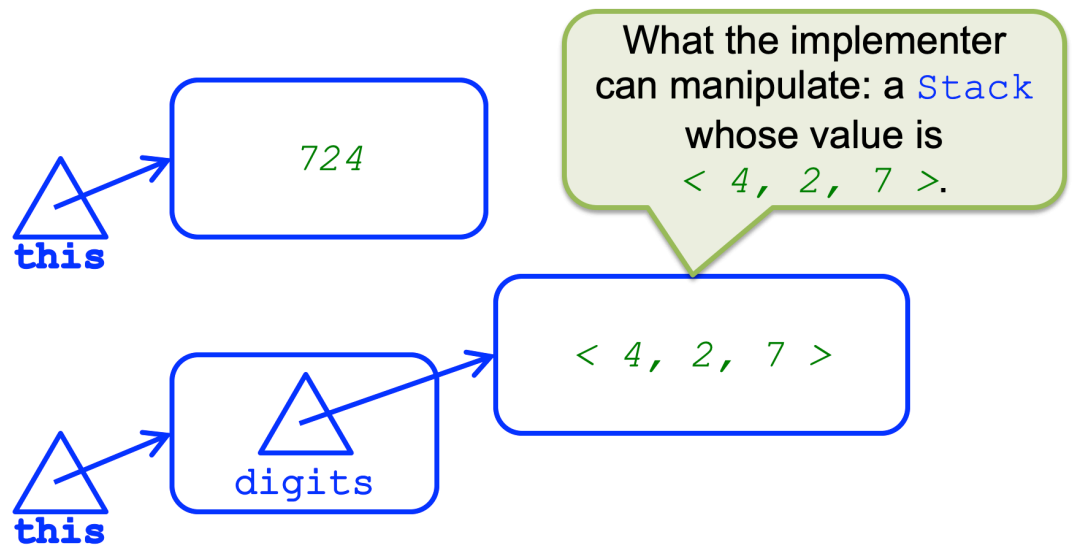 What the implementer
can manipulate: a Stack
whose value is
< 4, 2, 7 >.
724
this
< 4, 2, 7 >
digits
this